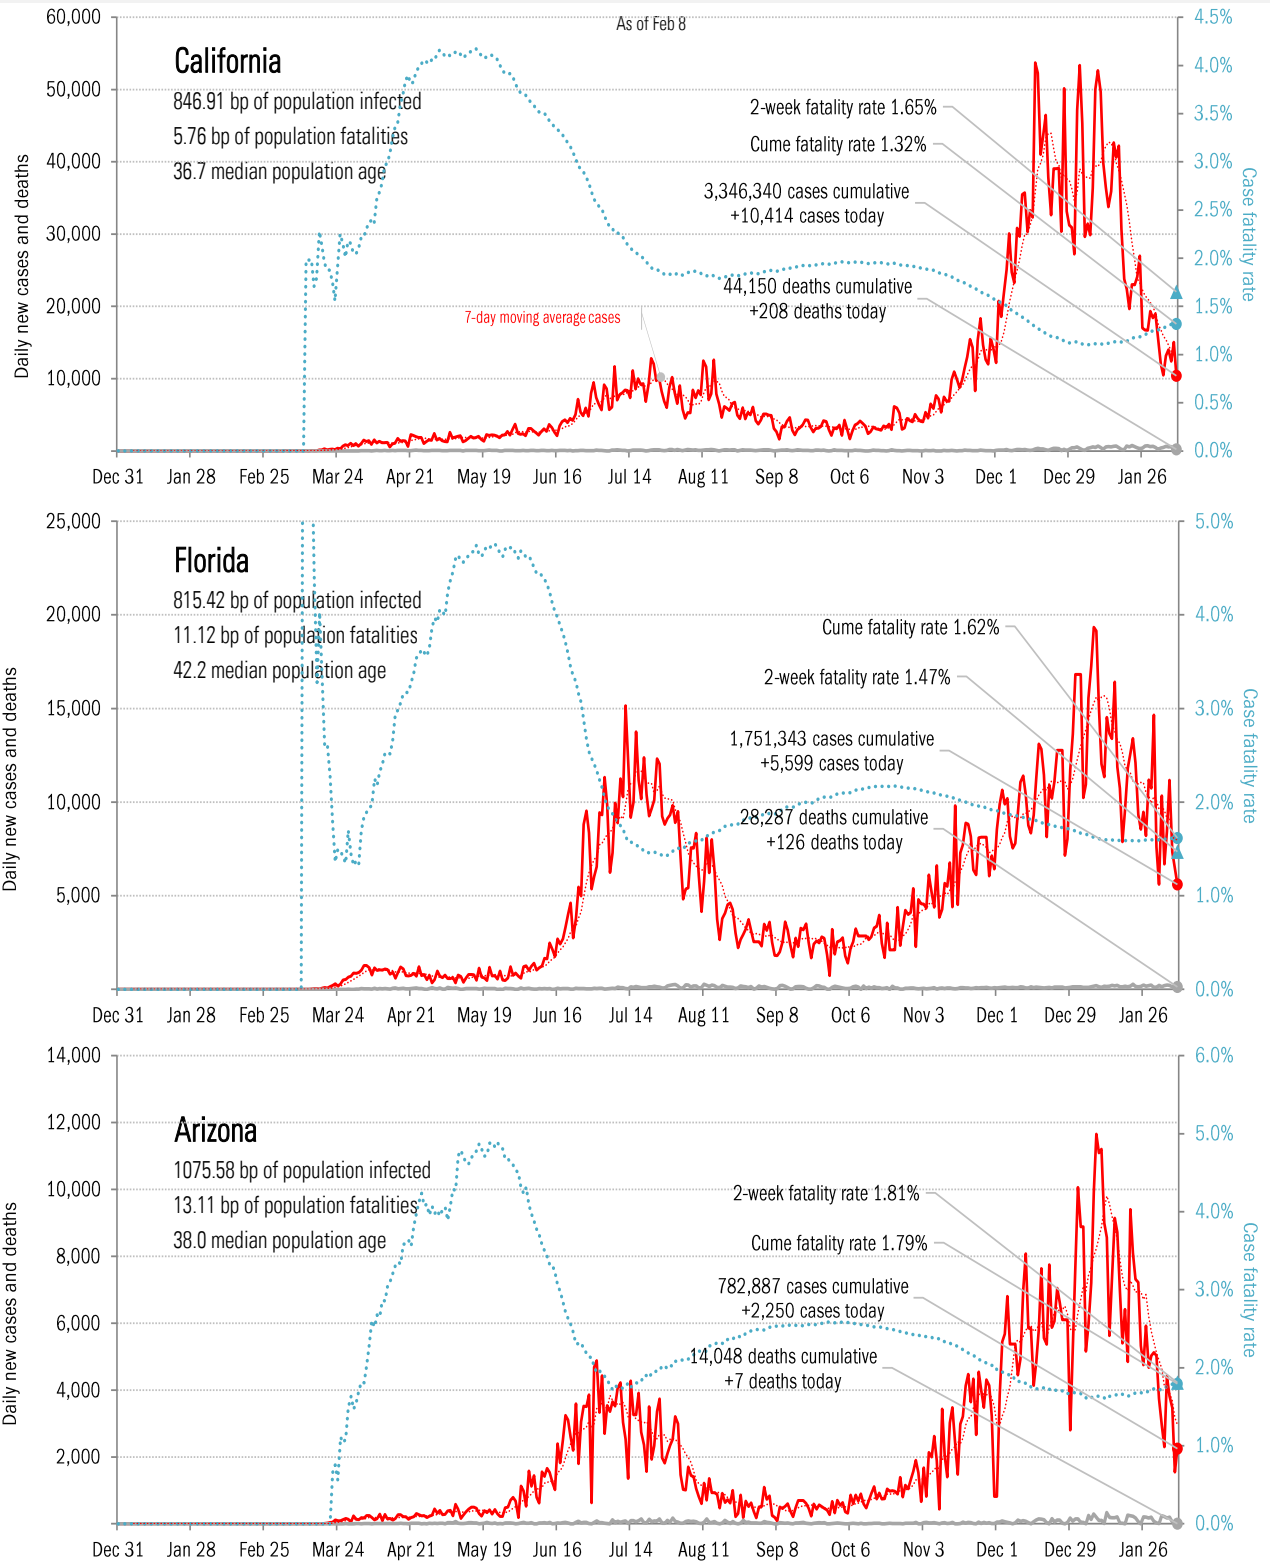 As of Feb 8
California
846.91 bp of population infected
5.76 bp of population fatalities
36.7 median population age
60,000
50,000
40,000
30,000
20,000
10,000
Daily new cases and deaths
4.5%
4.0%
3.5%
3.0%
2.5%
2.0%
1.5%
1.0%
0.5%
0.0%
Case fatality rate
2-week fatality rate 1.65%
Cume fatality rate 1.32%
3,346,340 cases cumulative
+10,414 cases today
44,150 deaths cumulative
+208 deaths today
7-day moving average cases
Dec 31 Jan 28 Feb 25 Mar 24 Apr 21 May 19 Jun 16 Jul 14 Aug 11 Sep 8 Oct 6 Nov 3 Dec 1 Dec 29 Jan 26
Florida
815.42 bp of population infected
11.12 bp of population fatalities
42.2 median population age
25,000
20,000
15,000
10,000
5,000
Daily new cases and deaths
5.0%
4.0%
3.0%
2.0%
1.0%
0.0%
Case fatality rate
Cume fatality rate 1.62%
2-week fatality rate 1.47%
1,751,343 cases cumulative
+5,599 cases today
28,287 deaths cumulative
+126 deaths today
Dec 31 Jan 28 Feb 25 Mar 24 Apr 21 May 19 Jun 16 Jul 14 Aug 11 Sep 8 Oct 6 Nov 3 Dec 1 Dec 29 Jan 26
Arizona
1075.58 bp of population infected
13.11 bp of population fatalities
38.0 median population age
14,000
12,000
10,000
8,000
6,000
4,000
2,000
Daily new cases and deaths
6.0%
5.0%
4.0%
3.0%
2.0%
1.0%
0.0%
Case fatality rate
2-week fatality rate 1.81%
Cume fatality rate 1.79%
782,887 cases cumulative
+2,250 cases today
14,048 deaths cumulative
+7 deaths today
Dec 31 Jan 28 Feb 25 Mar 24 Apr 21 May 19 Jun 16 Jul 14 Aug 11 Sep 8 Oct 6 Nov 3 Dec 1 Dec 29 Jan 26